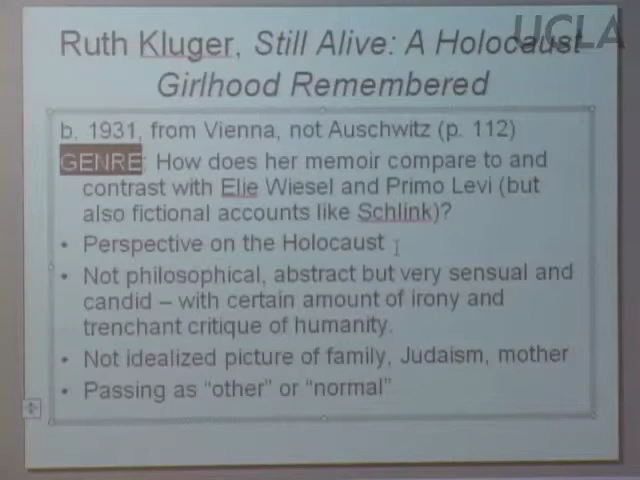 UCLA
Ruth Kluger, Still Alive: A Holocaust
Girlhood Remembered
b. 1931, from Vienna, not Auschwitz (p. 112)
GENRE: How does her memoir compare to and
contrast with Elie Wiesel and Primo Levi (but
also fictional accounts like Schlink)?
• Perspective on the Holocaust
• Not philosophical, abstract but very sensual and
candid – with certain amount of irony and
trenchant critique of humanity.
• Not idealized picture of family, Judaism, mother
• Passing as “other” or “normal”